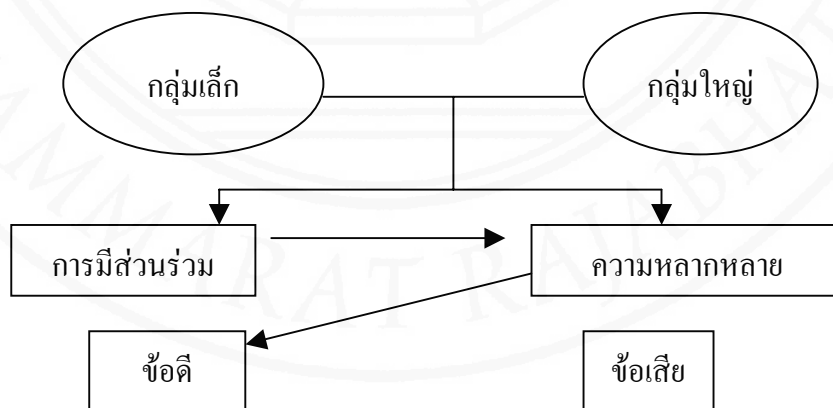 กลุ่มเล็ก
กลุ่มใหญ่
การมีส่วนร่วม
ความหลากหลาย
ข้อดี
ข้อเสีย
MMARAT RAJABHA